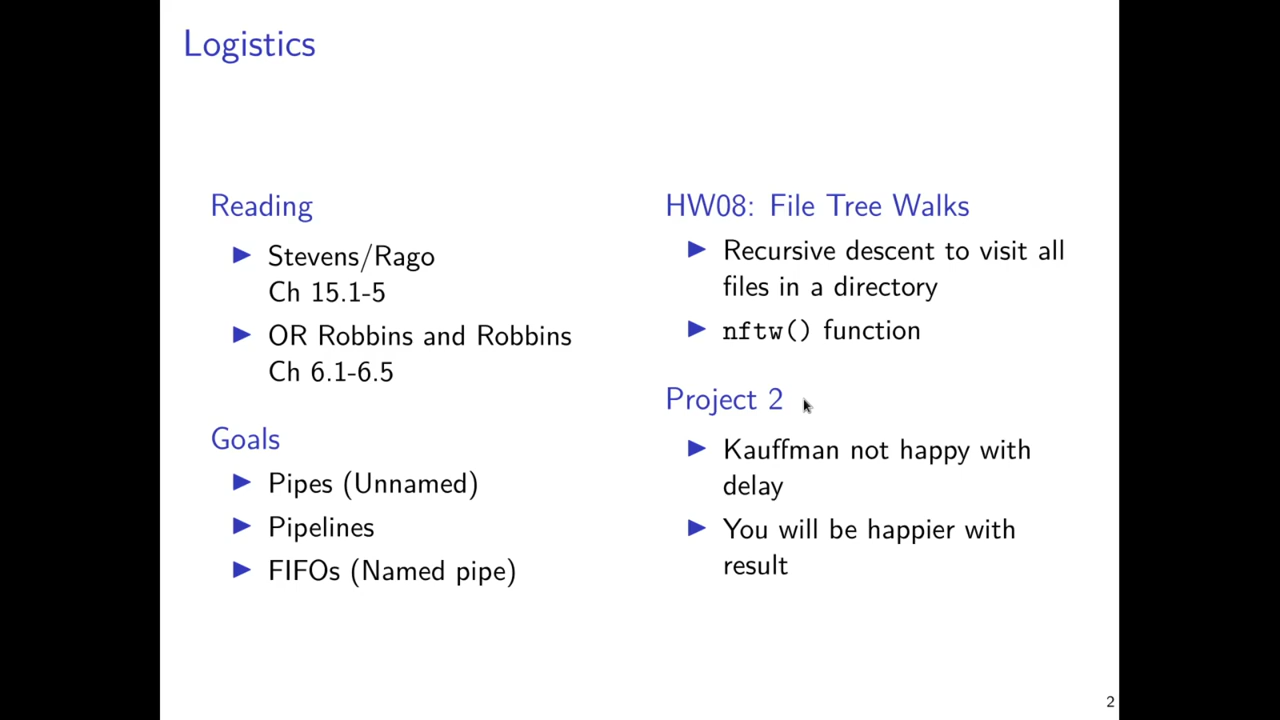 Logistics
Reading
Stevens/Rago
Ch 15.1-5
OR Robbins and Robbins
Ch 6.1-6.5
Goals
Pipes (Unnamed)
Pipelines
FIFOs (Named pipe)
HW08: File Tree Walks
Recursive descent to visit all
files in a directory
nftw() function
Project 2
Kauffman not happy with
delay
You will be happier with
result
2